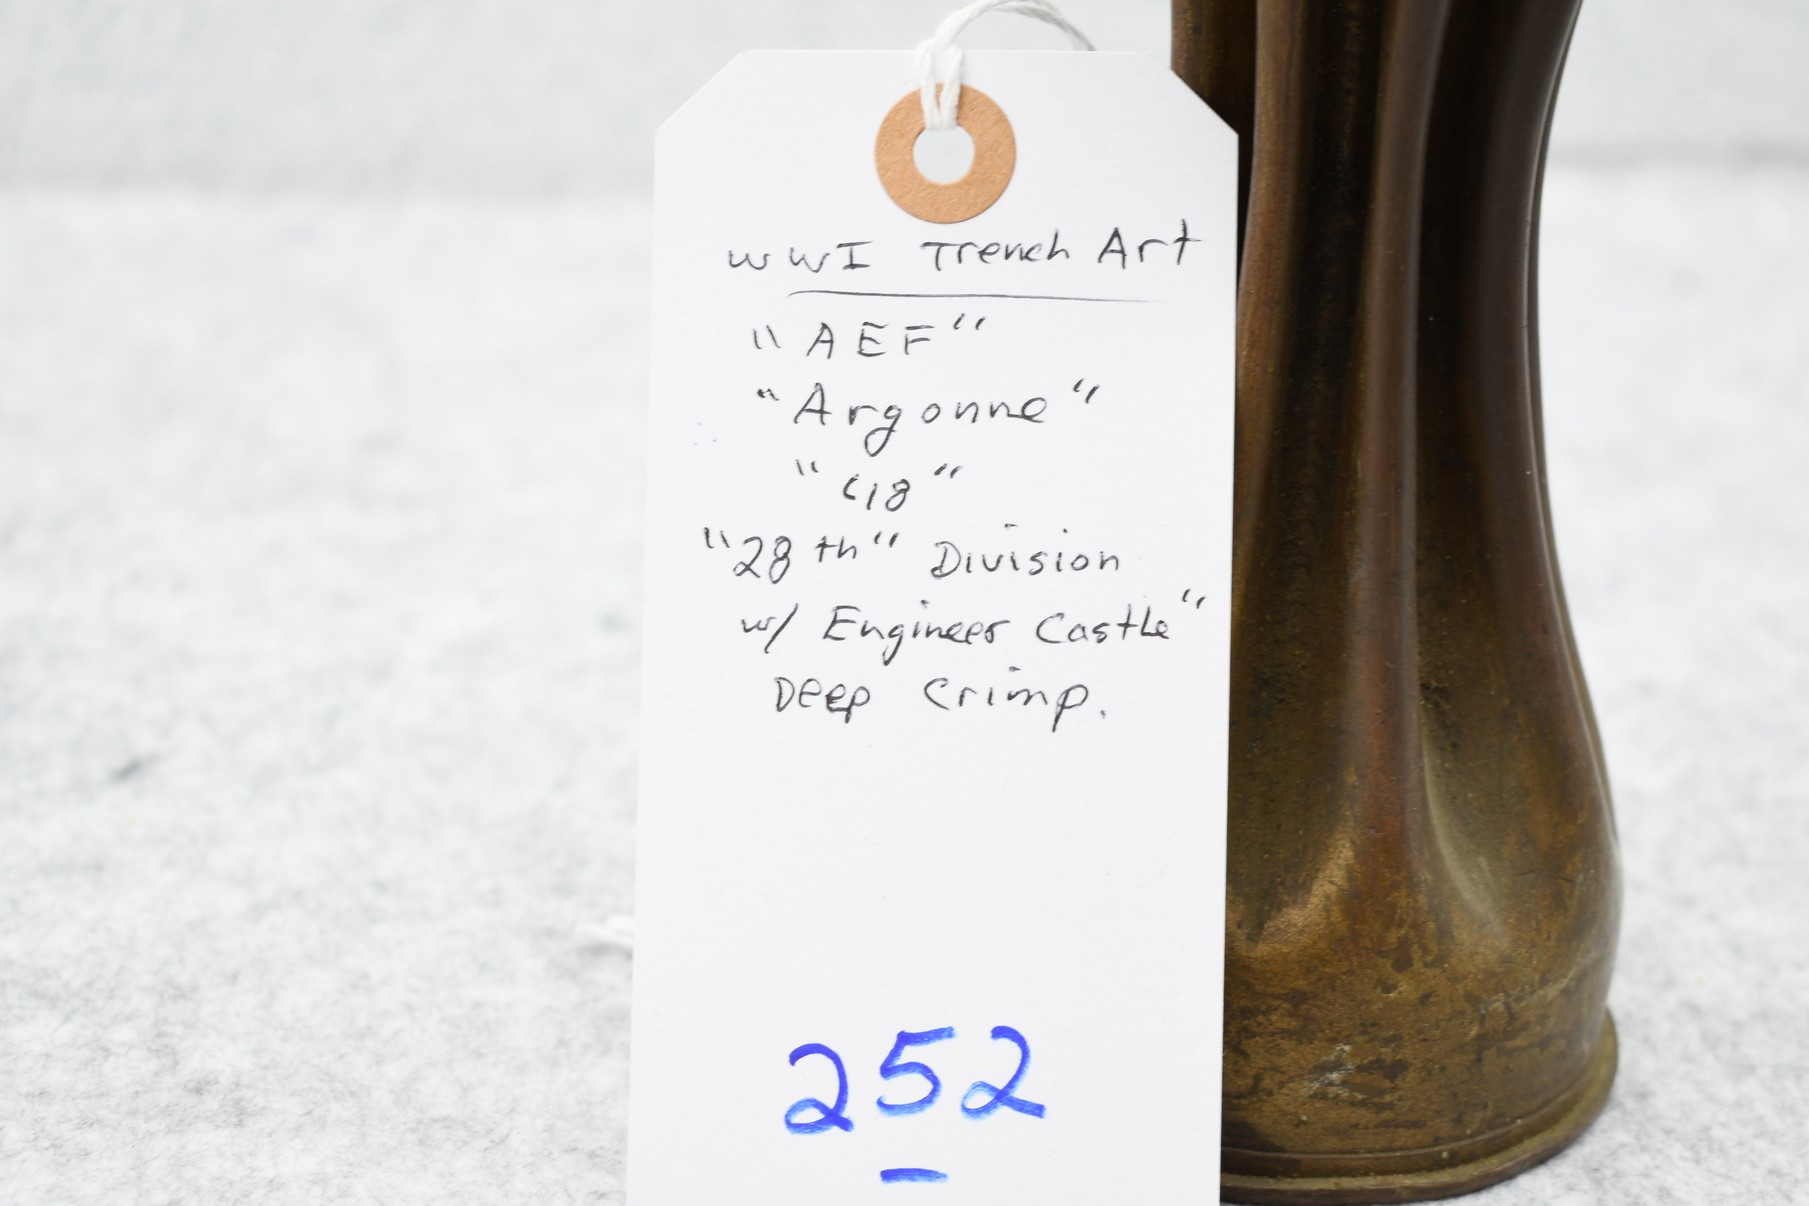 WWI Trench Art
"AEF"
"Argonne"
"'18"
"28th" Division
w/ Engineer Castle"
Deep Crimp.
252